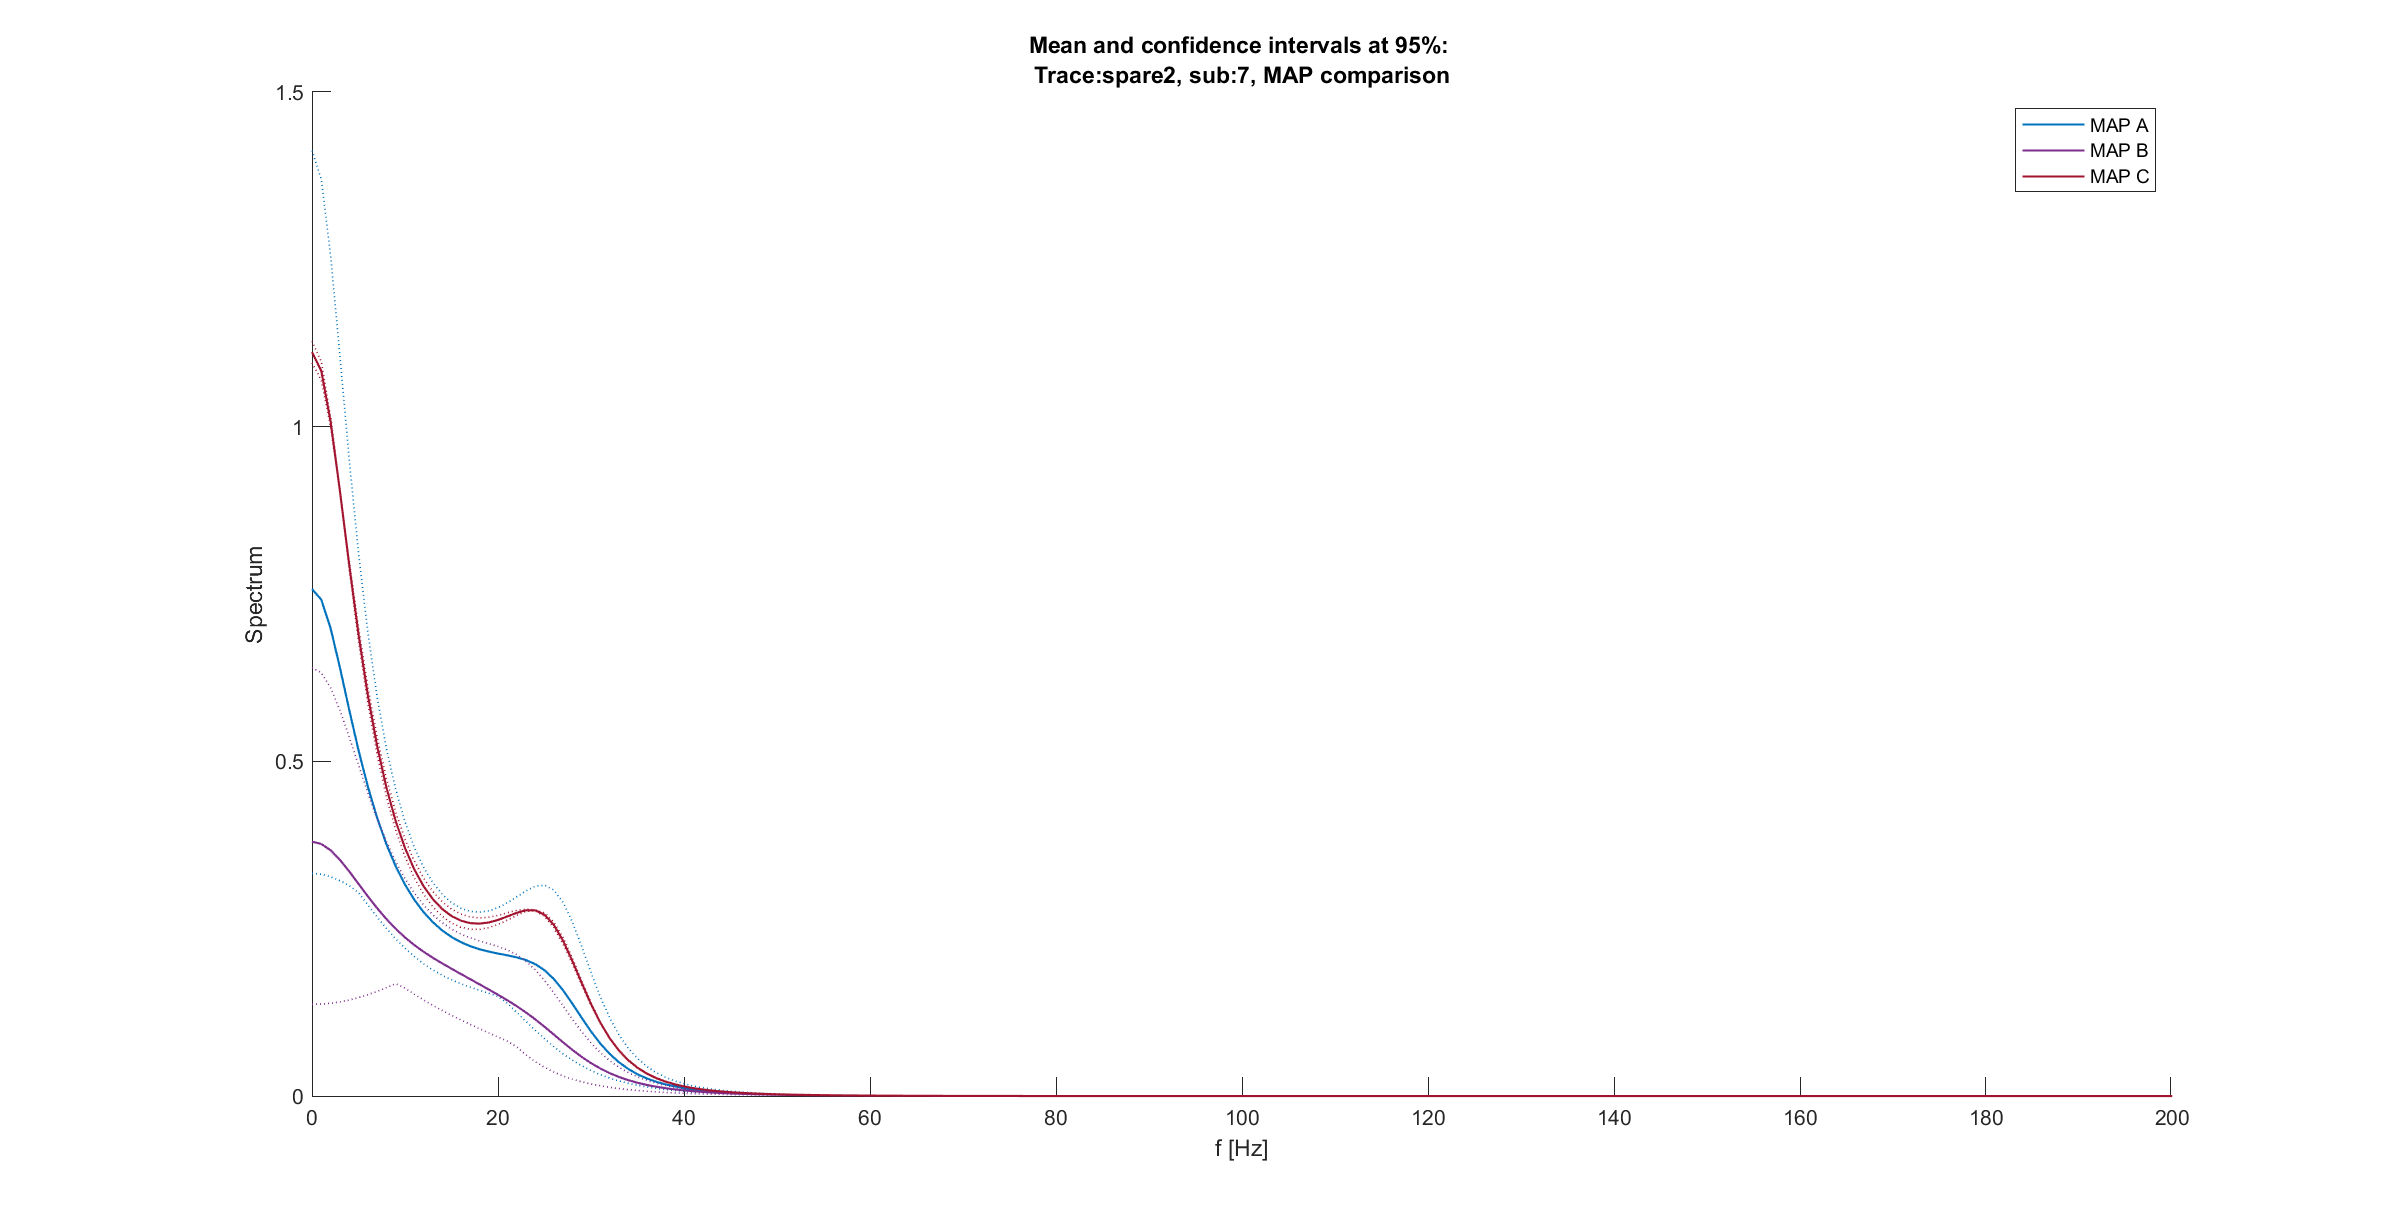 Mean and confidence intervals at 95%:
Trace:spare2, sub:7, MAP comparison
1.5
1
0.5
0
Spectrum
MAP A
MAP B
MAP C
0 20 40 60 80 100 120 140 160 180 200
f [Hz]